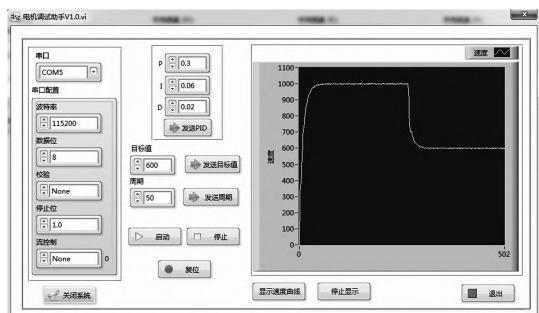 电机调试助手V1.0.vi
串口
COM5
串口配置
波特率
115200
数据位
8
校验
None
停止位
1.0
流控制
None 0
关闭系统
P 0.3
I 0.06
D 0.02
发送PID
目标值
600 发送目标值
周期
50 发送周期
启动 停止
复位
速度
1100
1000
900
800
700
600
500
400
300
200
100
0
速度
0 502
显示速度曲线 停止显示 退出